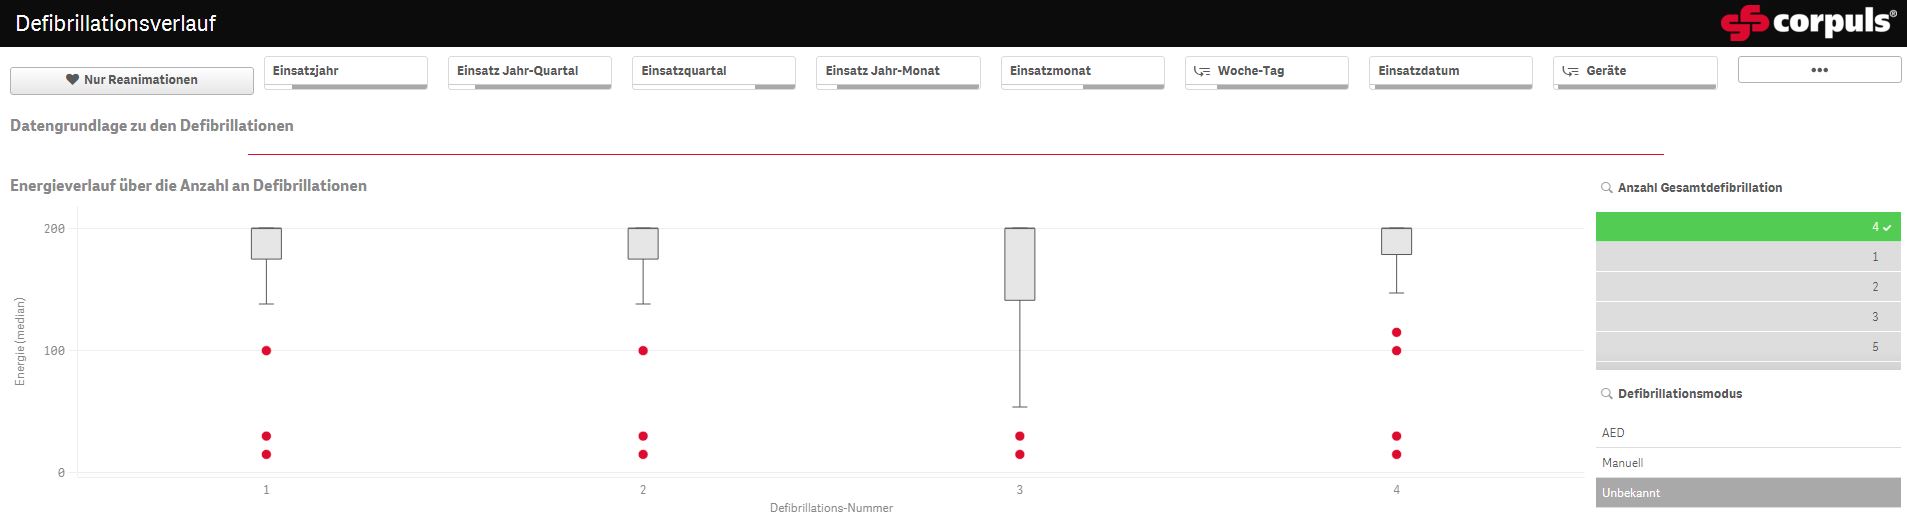 Defibrillationsverlauf
corpuls®
Nur Reanimationen
Einsatzjahr
Einsatz Jahr-Quartal
Einsatzquartal
Einsatz Jahr-Monat
Einsatzmonat
Woche-Tag
Einsatzdatum
Geräte
•••
Datengrundlage zu den Defibrillationen
Energieverlauf über die Anzahl an Defibrillationen
Energie (median)
200
100
0
1
2
3
4
Defibrillations-Nummer
Anzahl Gesamtdefibrillation
4
1
2
3
5
Defibrillationsmodus
AED
Manuell
Unbekannt